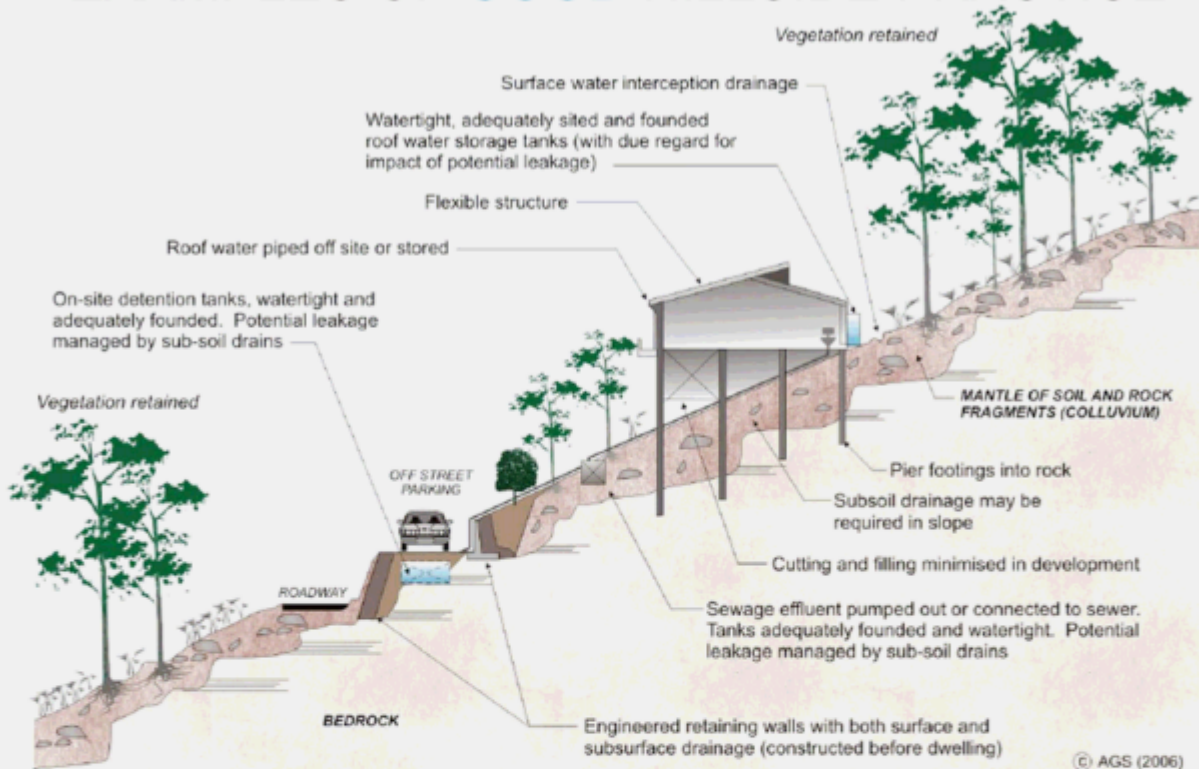 Vegetation retained
Surface water interception drainage
Watertight, adequately sited and founded
roof water storage tanks (with due regard for
impact of potential leakage)
Flexible structure
Roof water piped off site or stored
On-site detention tanks, watertight and
adequately founded. Potential leakage
managed by sub-soil drains
Vegetation retained
MANTLE OF SOIL AND ROCK
FRAGMENTS (COLLUVIUM)
Pier footings into rock
OFF STREET
PARKING
Subsoil drainage may be
required in slope
Cutting and filling minimised in development
ROADWAY
Sewage effluent pumped out or connected to sewer.
Tanks adequately founded and watertight. Potential
leakage managed by sub-soil drains
BEDROCK
Engineered retaining walls with both surface and
subsurface drainage (constructed before dwelling)
© AGS (2006)